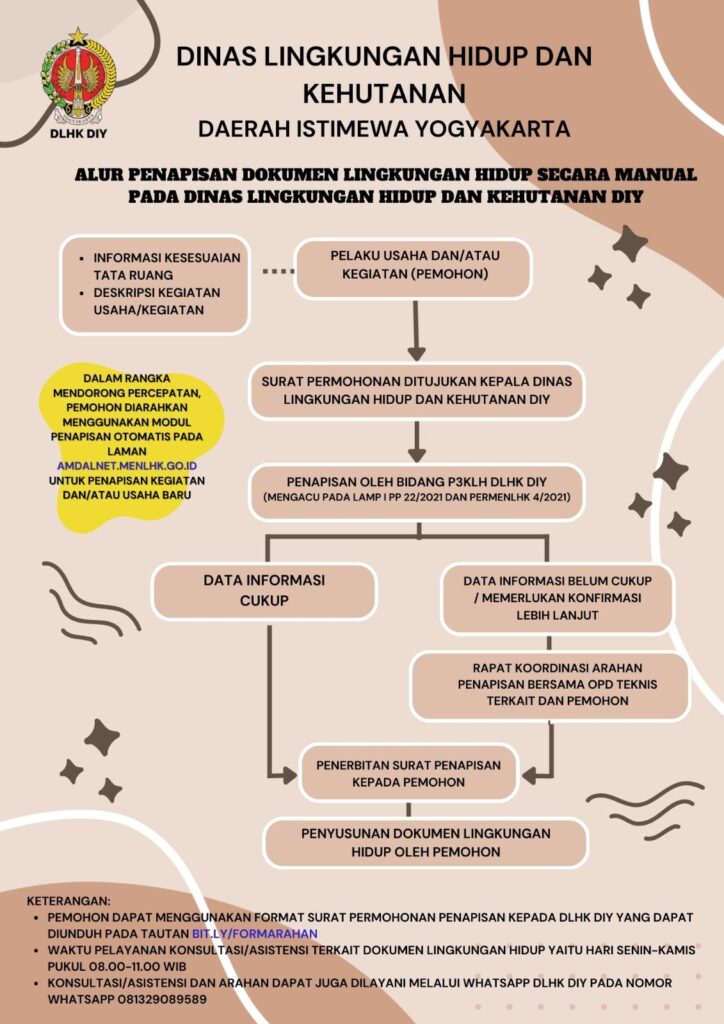 DINAS LINGKUNGAN HIDUP DAN
KEHUTANAN
DAERAH ISTIMEWA YOGYAKARTA
DLHK DIY
ALUR PENAPISAN DOKUMEN LINGKUNGAN HIDUP SECARA MANUAL
PADA DINAS LINGKUNGAN HIDUP DAN KEHUTANAN DIY
• INFORMASI KESESUAIAN
TATA RUANG
• DESKRIPSI KEGIATAN
USAHA/KEGIATAN
PELAKU USAHA DAN/ATAU
KEGIATAN (PEMOHON)
SURAT PERMOHONAN DITUJUKAN KEPALA DINAS
LINGKUNGAN HIDUP DAN KEHUTANAN DIY
DALAM RANGKA
MENDORONG PERCEPATAN,
PEMOHON DIARAHKAN
MENGGUNAKAN MODUL
PENAPISAN OTOMATIS PADA
LAMAN
AMDALNET.MENLHK.GO.ID
UNTUK PENAPISAN KEGIATAN
DAN/ATAU USAHA BARU
PENAPISAN OLEH BIDANG P3KLH DLHK DIY
(MENGACU PADA LAMP I PP 22/2021 DAN PERMENLHK 4/2021)
DATA INFORMASI
CUKUP
DATA INFORMASI BELUM CUKUP
/ MEMERLUKAN KONFIRMASI
LEBIH LANJUT
RAPAT KOORDINASI ARAHAN
PENAPISAN BERSAMA OPD TEKNIS
TERKAIT DAN PEMOHON
PENERBITAN SURAT PENAPISAN
KEPADA PEMOHON
PENYUSUNAN DOKUMEN LINGKUNGAN
HIDUP OLEH PEMOHON
KETERANGAN:
• PEMOHON DAPAT MENGGUNAKAN FORMAT SURAT PERMOHONAN PENAPISAN KEPADA DLHK DIY YANG DAPAT
DIUNDUH PADA TAUTAN BIT.LY/FORMARAHAN
• WAKTU PELAYANAN KONSULTASI/ASISTENSI TERKAIT DOKUMEN LINGKUNGAN HIDUP YAITU HARI SENIN-KAMIS
PUKUL 08.00-11.00 WIB
• KONSULTASI/ASISTENSI DAN ARAHAN DAPAT JUGA DILAYANI MELALUI WHATSAPP DLHK DIY PADA NOMOR
WHATSAPP 081329089589